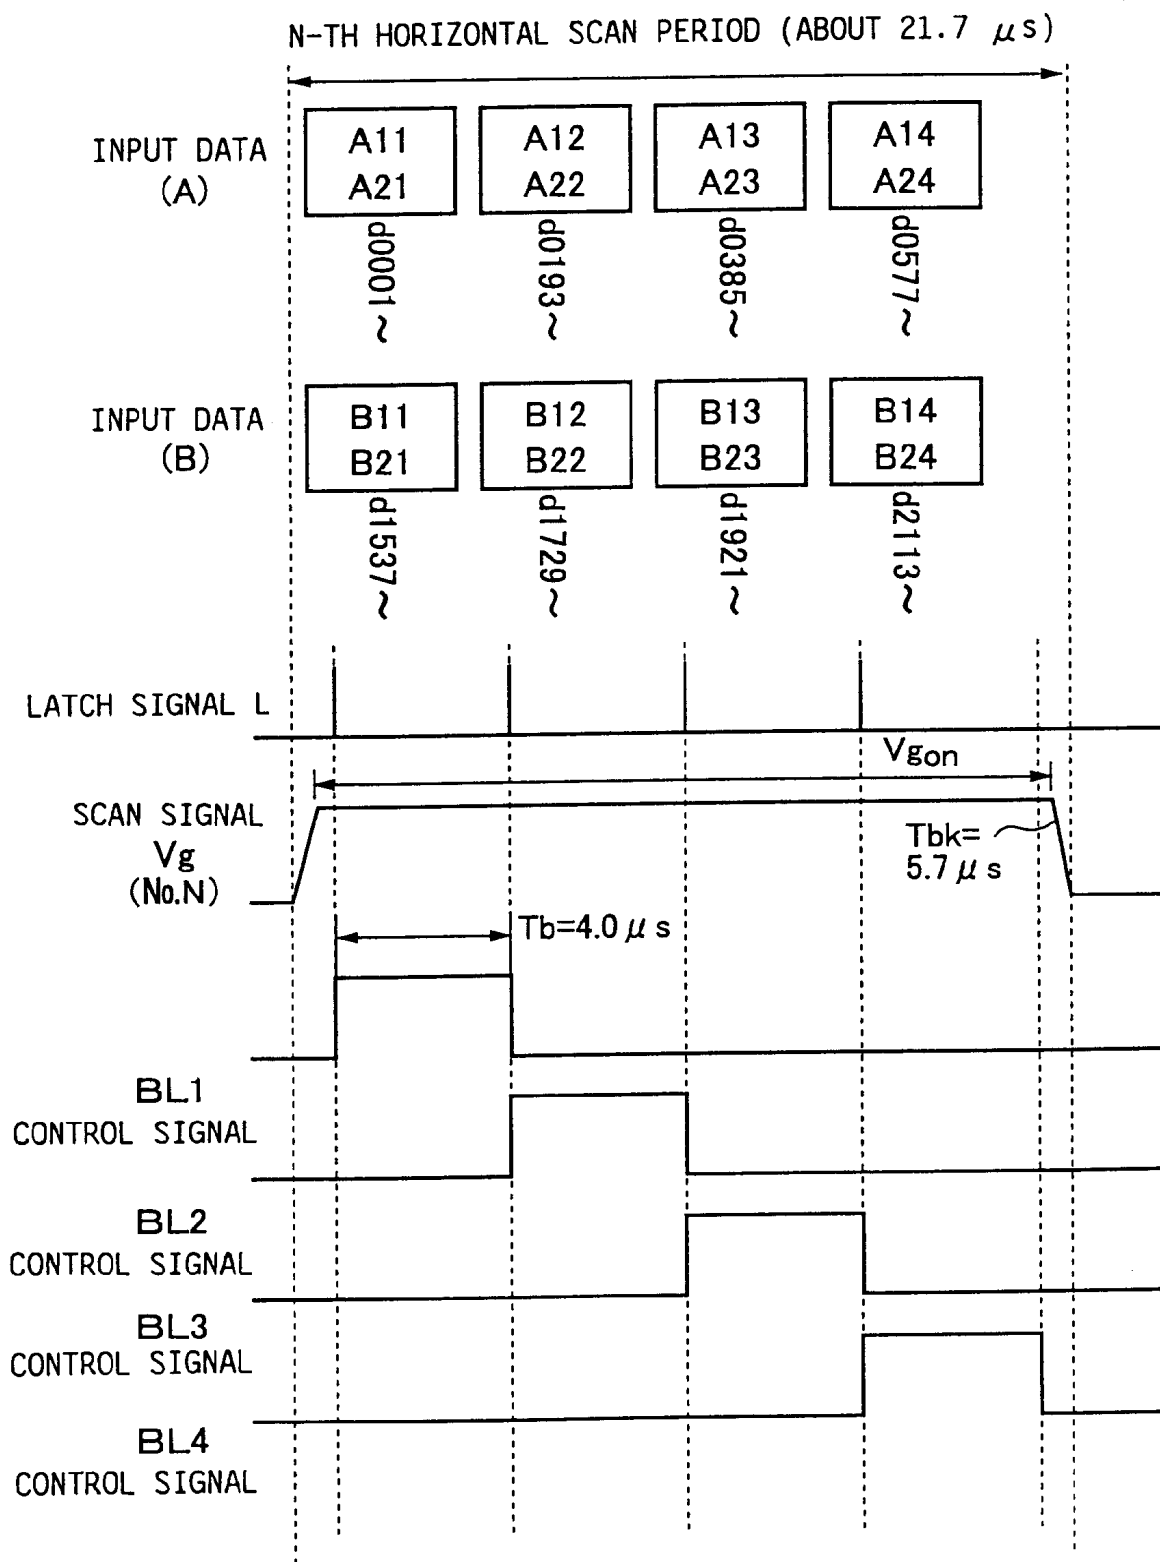 N-TH HORIZONTAL SCAN PERIOD (ABOUT 21.7 μs)
INPUT DATA
(A)
A11
A21
A12
A22
A13
A23
A14
A24
d0001~
d0193~
d0385~
d0577~
INPUT DATA
(B)
B11
B21
B12
B22
B13
B23
B14
B24
d1537~
d1729~
d1921~
d2113~
LATCH SIGNAL L
Vgon
SCAN SIGNAL
Vg
(No.N)
Tbk=
5.7 μs
Tb=4.0 μs
BL1
CONTROL SIGNAL
BL2
CONTROL SIGNAL
BL3
CONTROL SIGNAL
BL4
CONTROL SIGNAL